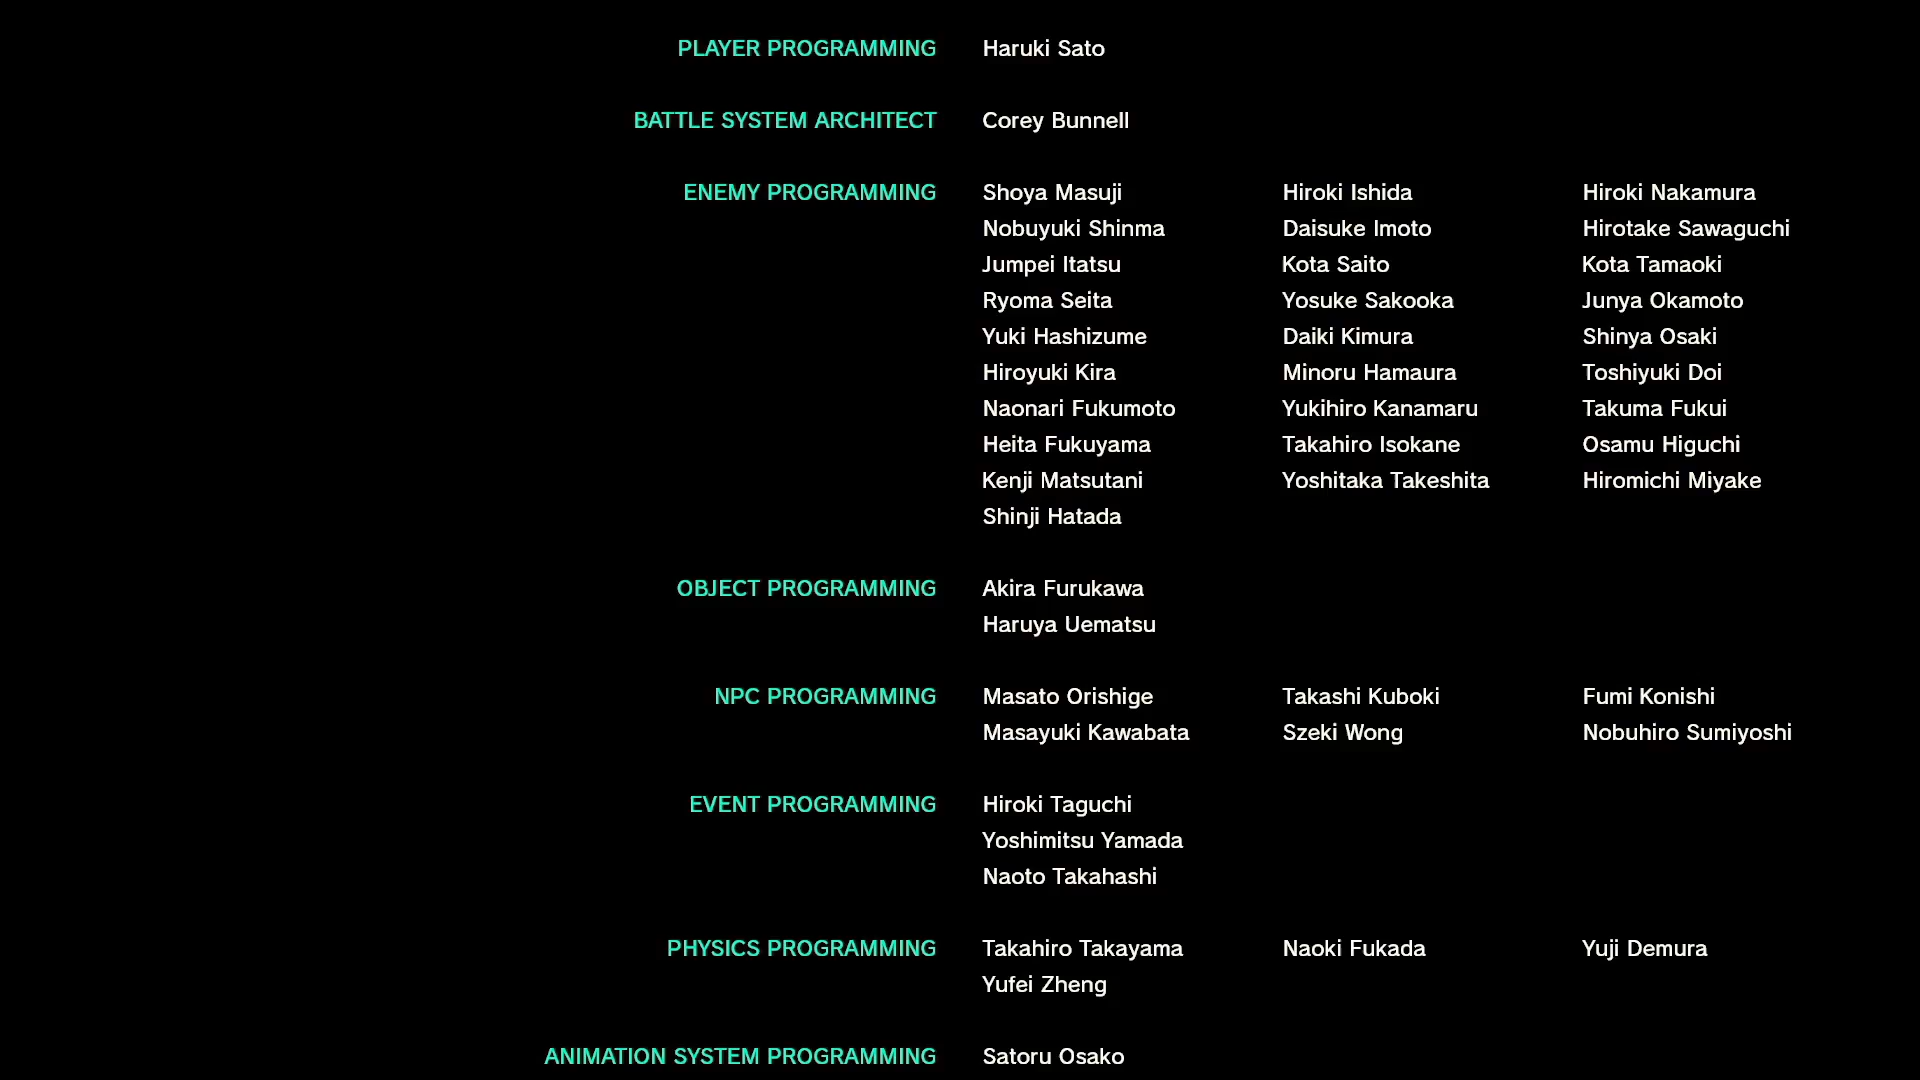 PLAYER PROGRAMMING Haruki Sato
BATTLE SYSTEM ARCHITECT Corey Bunnell
ENEMY PROGRAMMING Shoya Masuji Hiroki Ishida Hiroki Nakamura
Nobuyuki Shinma Daisuke Imoto Hirotake Sawaguchi
Jumpei Itatsu Kota Saito Kota Tamaoki
Ryoma Seita Yosuke Sakooka Junya Okamoto
Yuki Hashizume Daiki Kimura Shinya Osaki
Hiroyuki Kira Minoru Hamaura Toshiyuki Doi
Naonari Fukumoto Yukihiro Kanamaru Takuma Fukui
Heita Fukuyama Takahiro Isokane Osamu Higuchi
Kenji Matsutani Yoshitaka Takeshita Hiromichi Miyake
Shinji Hatada
OBJECT PROGRAMMING Akira Furukawa
Haruya Uematsu
NPC PROGRAMMING Masato Orishige Takashi Kuboki Fumi Konishi
Masayuki Kawabata Szeki Wong Nobuhiro Sumiyoshi
EVENT PROGRAMMING Hiroki Taguchi
Yoshimitsu Yamada
Naoto Takahashi
PHYSICS PROGRAMMING Takahiro Takayama Naoki Fukada Yuji Demura
Yufei Zheng
ANIMATION SYSTEM PROGRAMMING Satoru Osako